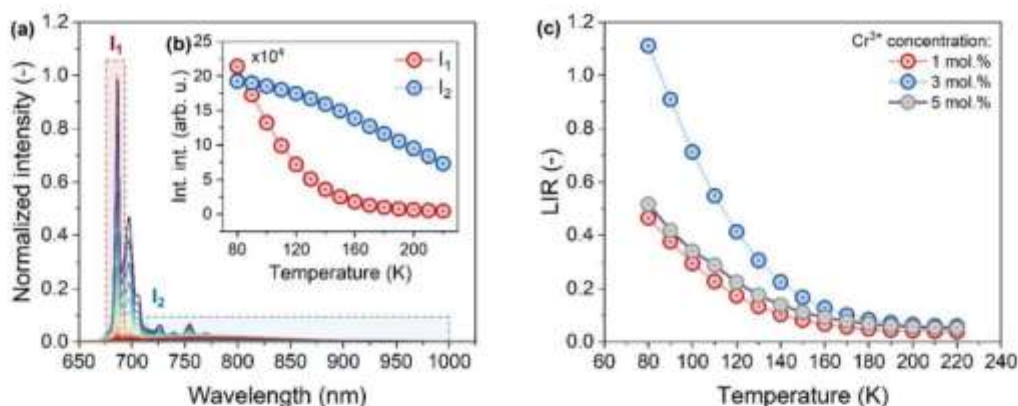 (a)
I₁
I₂
Normalized intensity (-)
1.2
1.0
0.8
0.6
0.4
0.2
0.0
650 700 750 800 850 900 950 1000
Wavelength (nm)
(b)
x10⁴
I₁
I₂
Int. int. (arb. u.)
25
20
15
10
5
0
80 120 160 200
Temperature (K)
(c)
Cr³⁺ concentration:
1 mol.%
3 mol.%
5 mol.%
LIR (-)
1.2
1.0
0.8
0.6
0.4
0.2
0.0
60 80 100 120 140 160 180 200 220 240
Temperature (K)